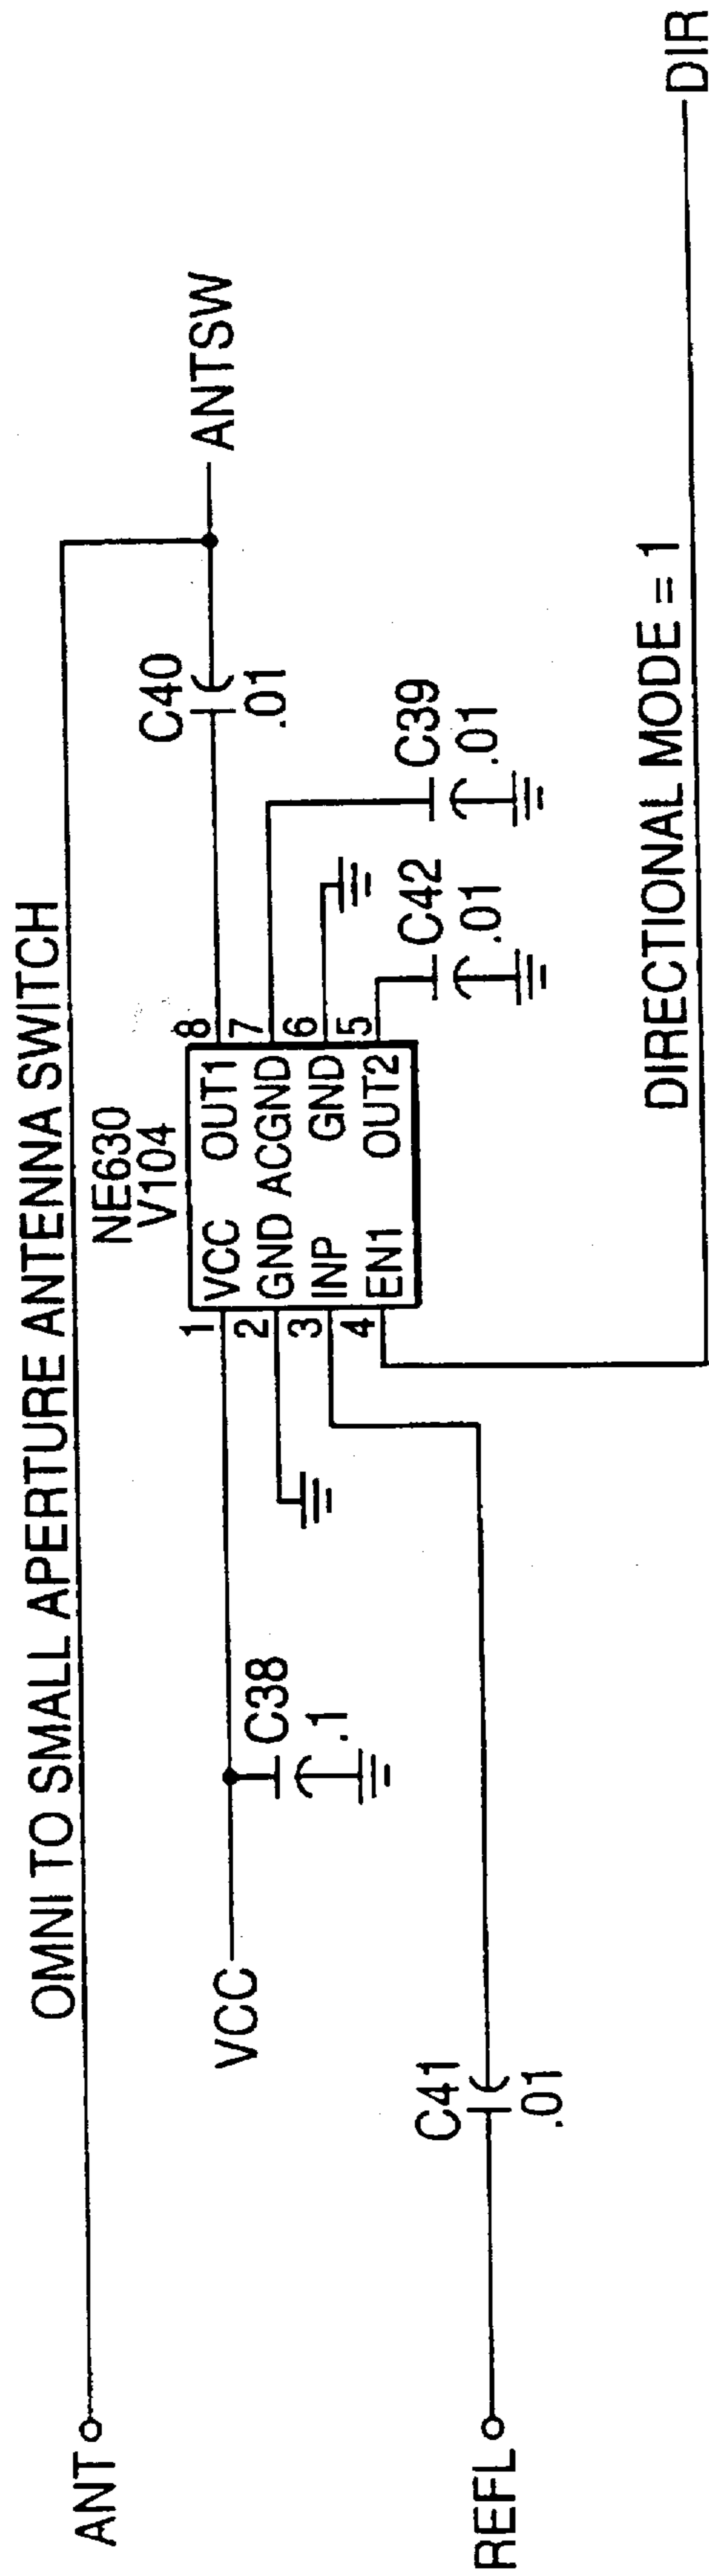 OMNI TO SMALL APERTURE ANTENNA SWITCH
ANT
ANTSW
C40
.01
NE630
V104
1
VCC
OUT1
8
2
GND
ACGND
7
3
INP
GND
6
4
EN1
OUT2
5
VCC
C38
.1
C42
.01
C39
.01
C41
.01
REFL
DIRECTIONAL MODE = 1
DIR